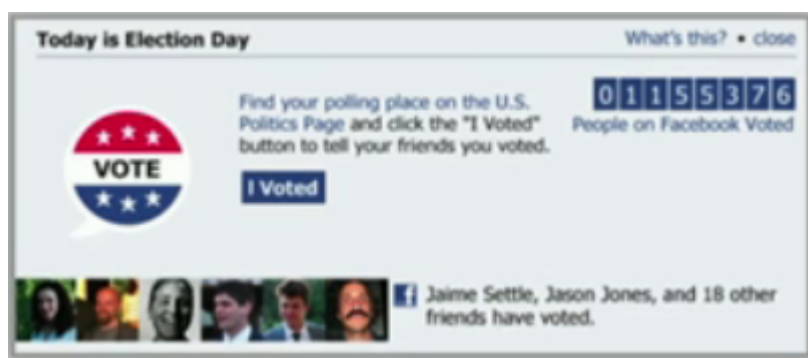 Today is Election Day
What's this? • close
Find your polling place on the U.S.
Politics Page and click the "I Voted"
button to tell your friends you voted.
01155376
People on Facebook Voted
VOTE
I Voted
f Jaime Settle, Jason Jones, and 18 other
friends have voted.